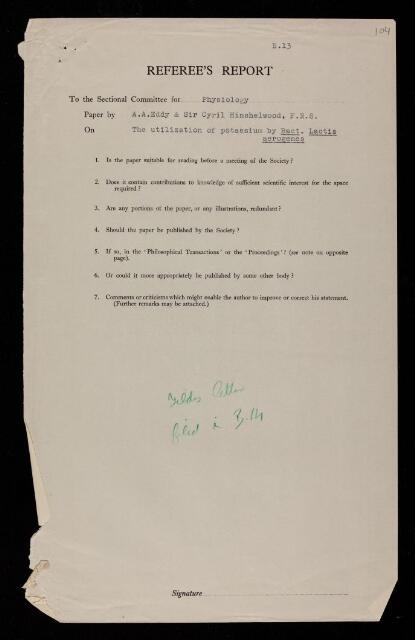 104
B.13
REFEREE'S REPORT
To the Sectional Committee for Physiology
Paper by A.A.Eddy & Sir Cyril Hinshelwood, F.R.S.
On The utilization of potassium by Bact. Lactis
aerogenes
1. Is the paper suitable for reading before a meeting of the Society?
2. Does it contain contributions to knowledge of sufficient scientific interest for the space
required?
3. Are any portions of the paper, or any illustrations, redundant?
4. Should the paper be published by the Society?
5. If so, in the 'Philosophical Transactions' or the 'Proceedings'? (see note on opposite
page).
6. Or could it more appropriately be published by some other body?
7. Comments or criticisms which might enable the author to improve or correct his statement.
(Further remarks may be attached.)
Fildes letter
filed in B.14
Signature